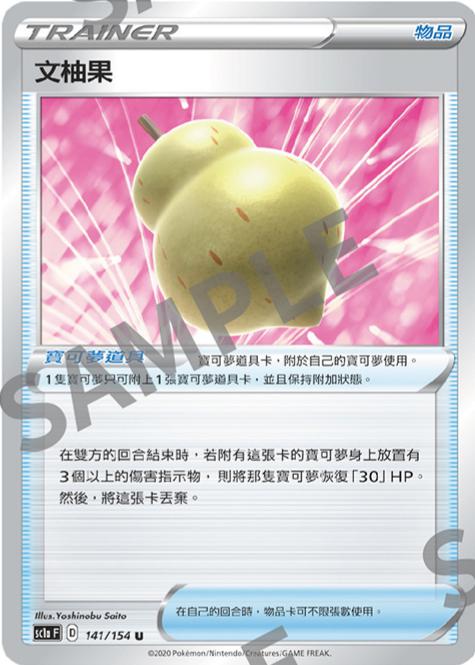 TRAINER
物品
文柚果
寶可夢道具
寶可夢道具卡，附於自己的寶可夢使用。
1隻寶可夢只可附上1張寶可夢道具卡，並且保持附加狀態。
在雙方的回合結束時，若附有這張卡的寶可夢身上放置有
3個以上的傷害指示物，則將那隻寶可夢恢復「30」HP。
然後，將這張卡丟棄。
Illus.Yoshinobu Saito
在自己的回合時，物品卡可不限張數使用。
sc1a F D 141/154 U
©2020 Pokémon/Nintendo/Creatures/GAME FREAK.
SAMPLE